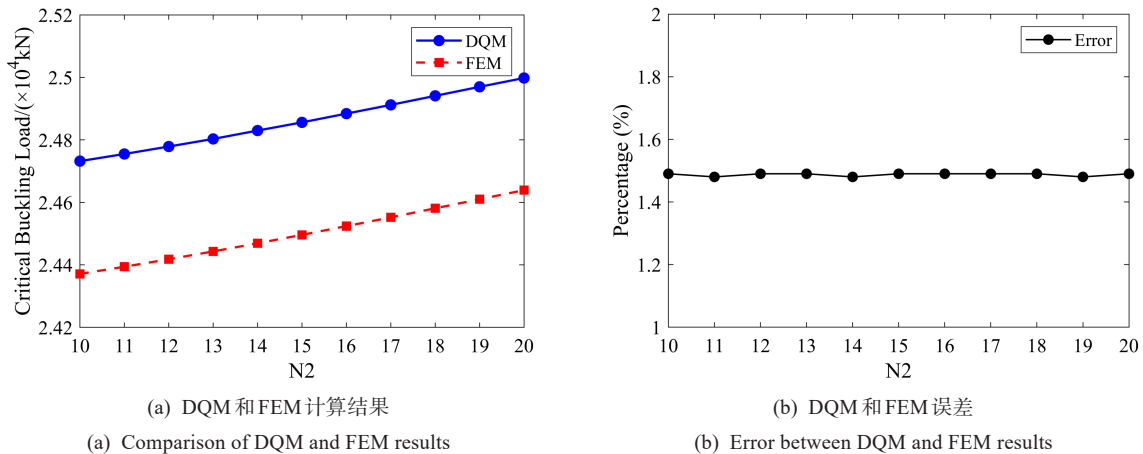 2.52
2.5
2.48
2.46
2.44
2.42
Critical Buckling Load/(×10⁴kN)
DQM
FEM
10 11 12 13 14 15 16 17 18 19 20
N2
(a) DQM和FEM计算结果
(a) Comparison of DQM and FEM results
2
1.8
1.6
1.4
1.2
1
Percentage (%)
Error
10 11 12 13 14 15 16 17 18 19 20
N2
(b) DQM和FEM误差
(b) Error between DQM and FEM results